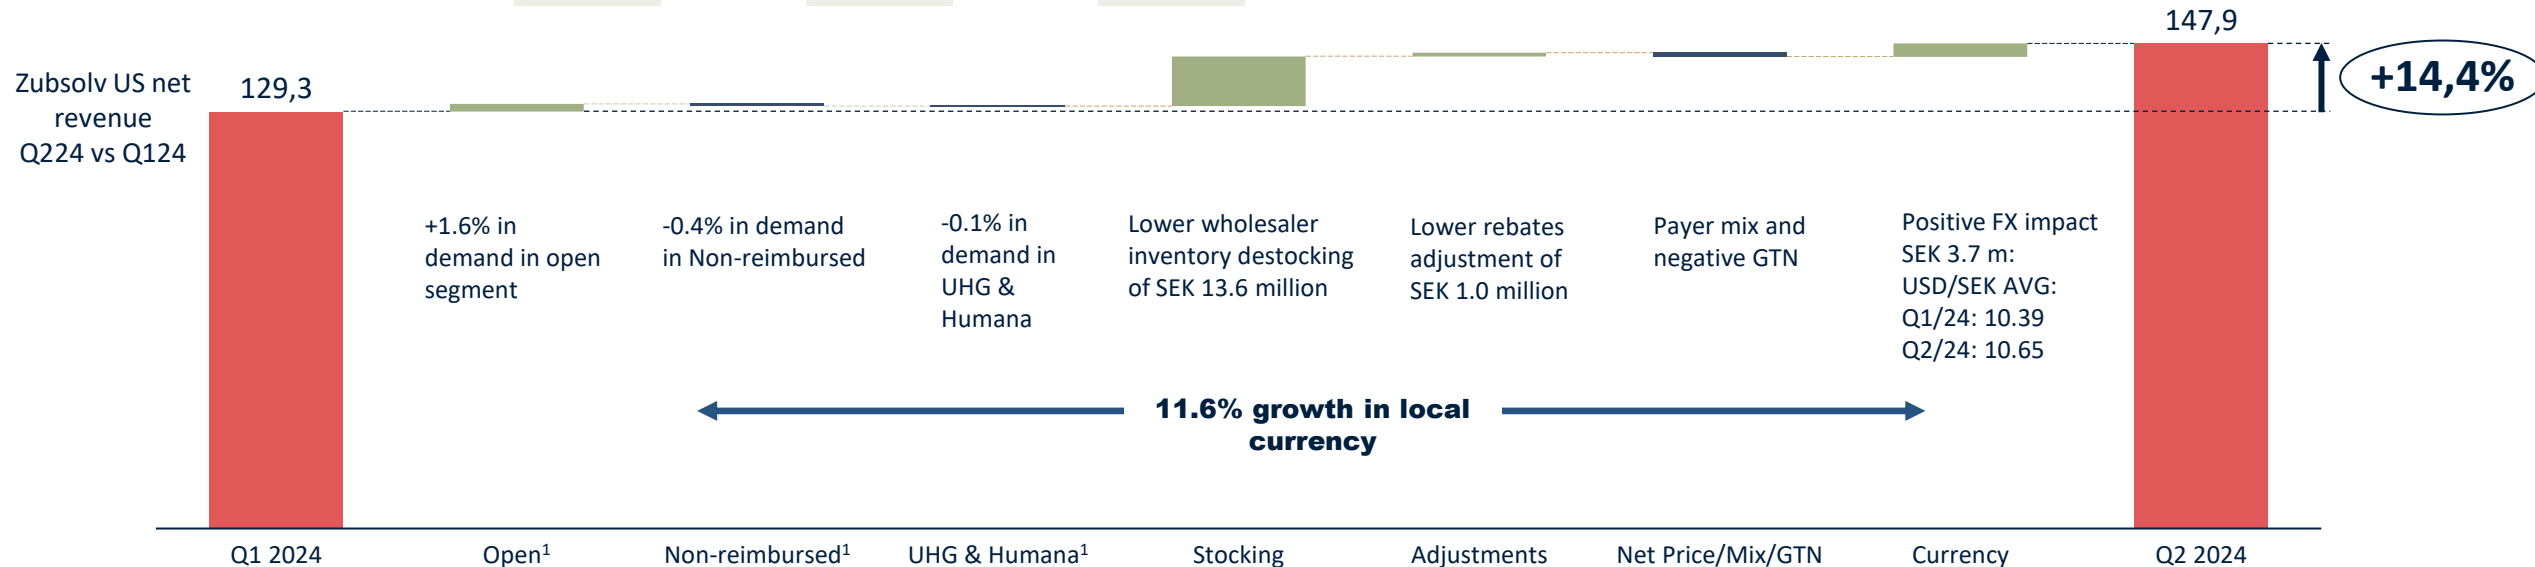 Zubsolv US net
revenue
Q224 vs Q124
129,3
147,9
+14,4%
+1.6% in
demand in open
segment
-0.4% in demand
in Non-reimbursed
-0.1% in
demand in
UHG &
Humana
Lower wholesaler
inventory destocking
of SEK 13.6 million
Lower rebates
adjustment of
SEK 1.0 million
Payer mix and
negative GTN
Positive FX impact
SEK 3.7 m:
USD/SEK AVG:
Q1/24: 10.39
Q2/24: 10.65
11.6% growth in local
currency
Q1 2024
Open¹
Non-reimbursed¹
UHG & Humana¹
Stocking
Adjustments
Net Price/Mix/GTN
Currency
Q2 2024